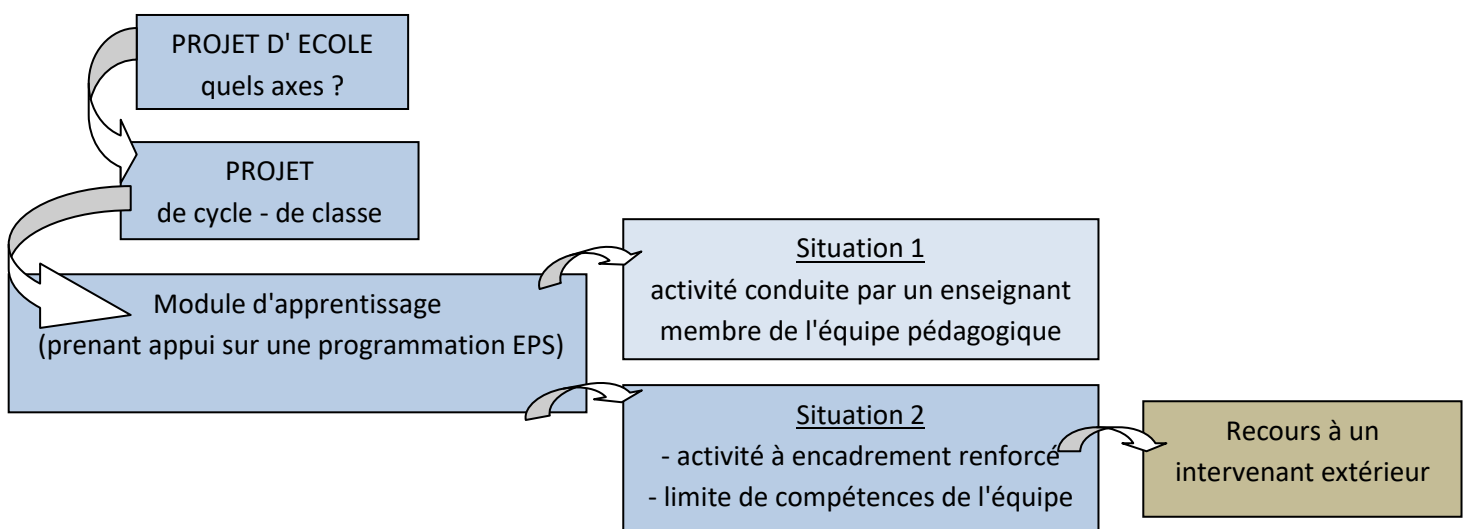 PROJET D' ECOLE
quels axes ?
PROJET
de cycle - de classe
Module d'apprentissage
(prenant appui sur une programmation EPS)
Situation 1
activité conduite par un enseignant
membre de l'équipe pédagogique
Situation 2
- activité à encadrement renforcé
- limite de compétences de l'équipe
Recours à un
intervenant extérieur